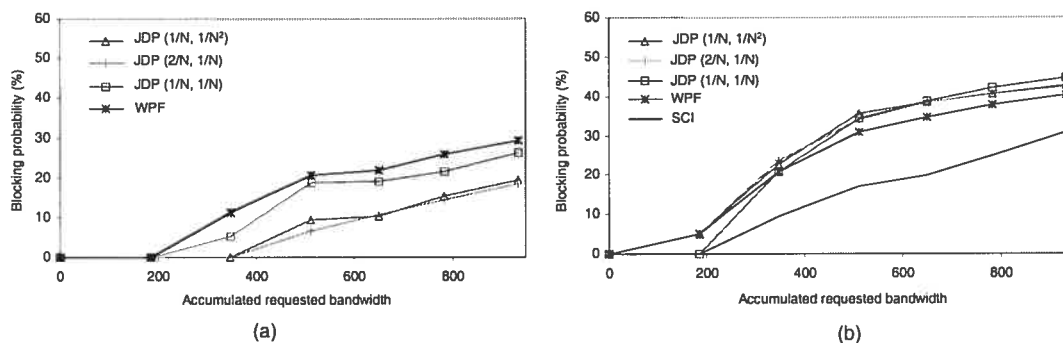 60
50
40
30
20
10
0
Blocking probability (%)
JDP (1/N, 1/N²)
JDP (2/N, 1/N)
JDP (1/N, 1/N)
WPF
0
200
400
600
800
Accumulated requested bandwidth
(a)
60
50
40
30
20
10
0
Blocking probability (%)
JDP (1/N, 1/N²)
JDP (2/N, 1/N)
JDP (1/N, 1/N)
WPF
SCI
0
200
400
600
800
Accumulated requested bandwidth
(b)